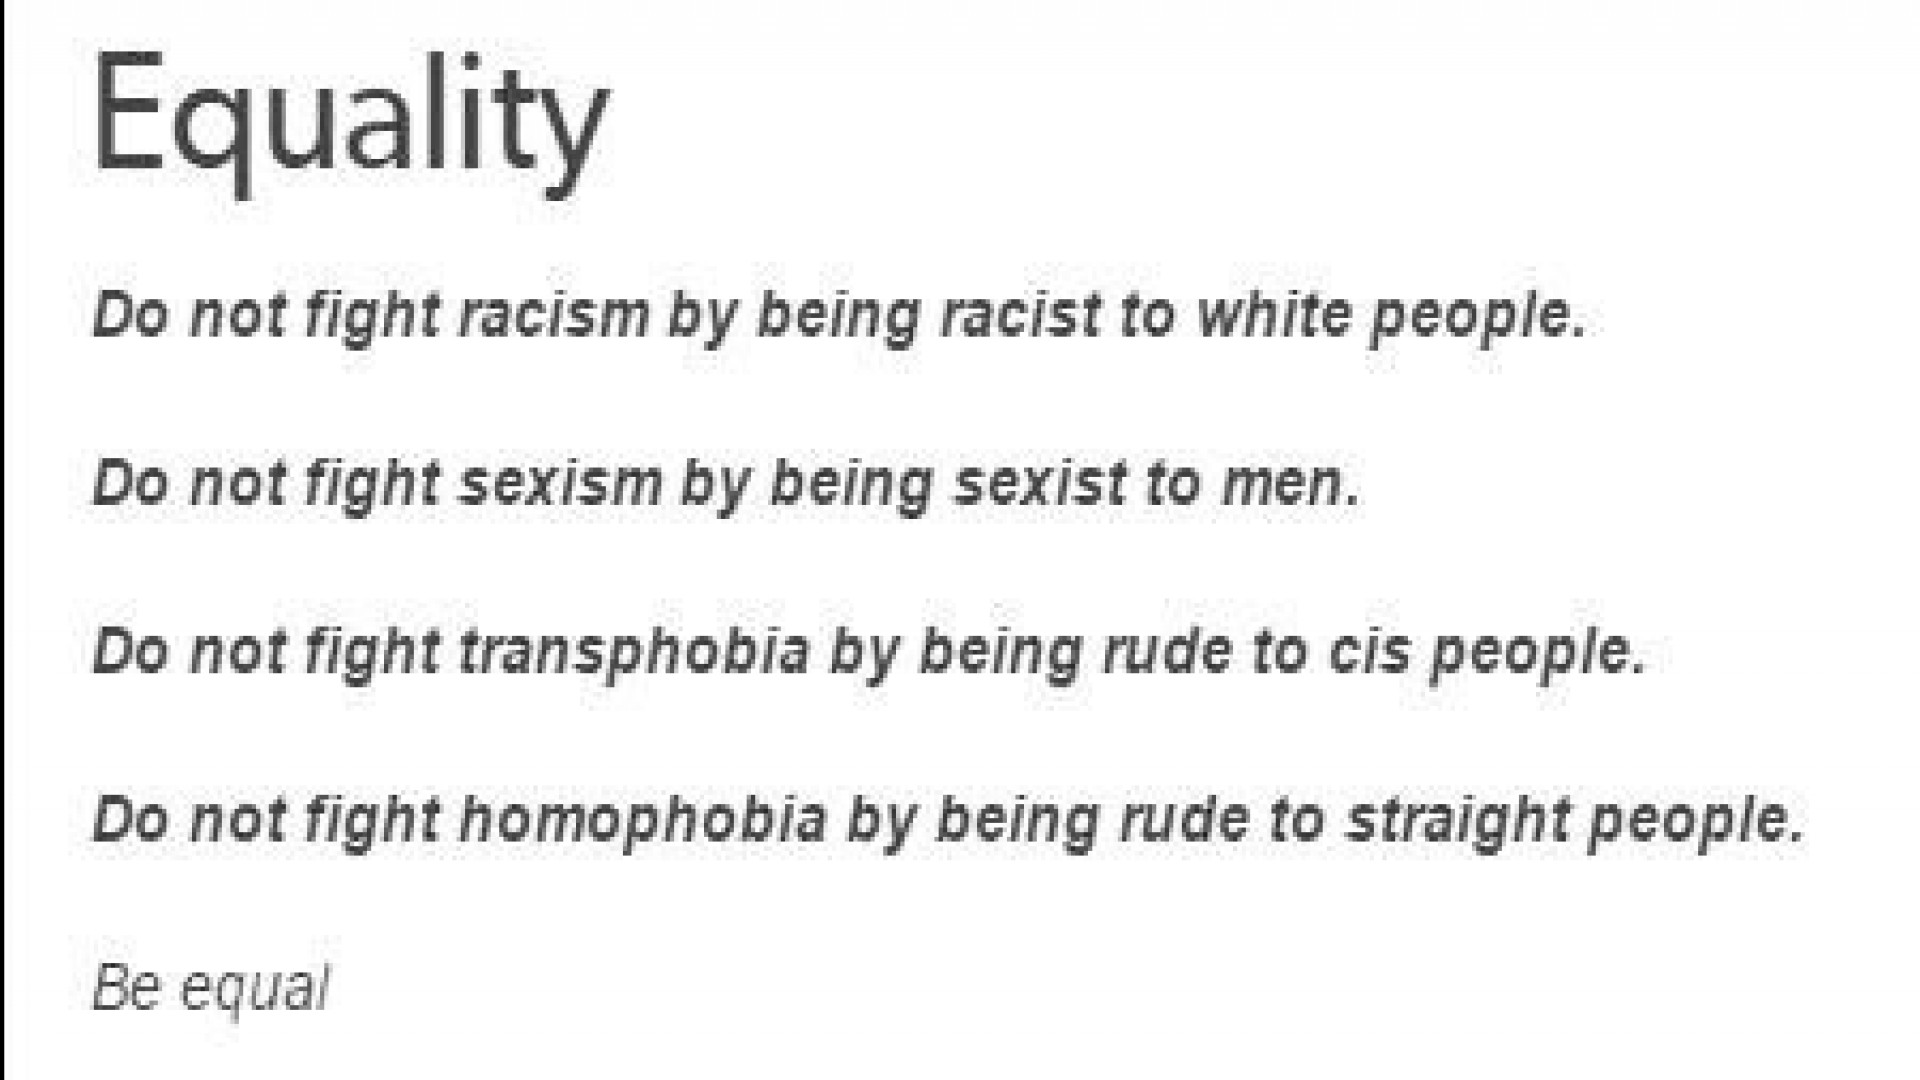 Equality
Do not fight racism by being racist to white people.
Do not fight sexism by being sexist to men.
Do not fight transphobia by being rude to cis people.
Do not fight homophobia by being rude to straight people.
Be equal